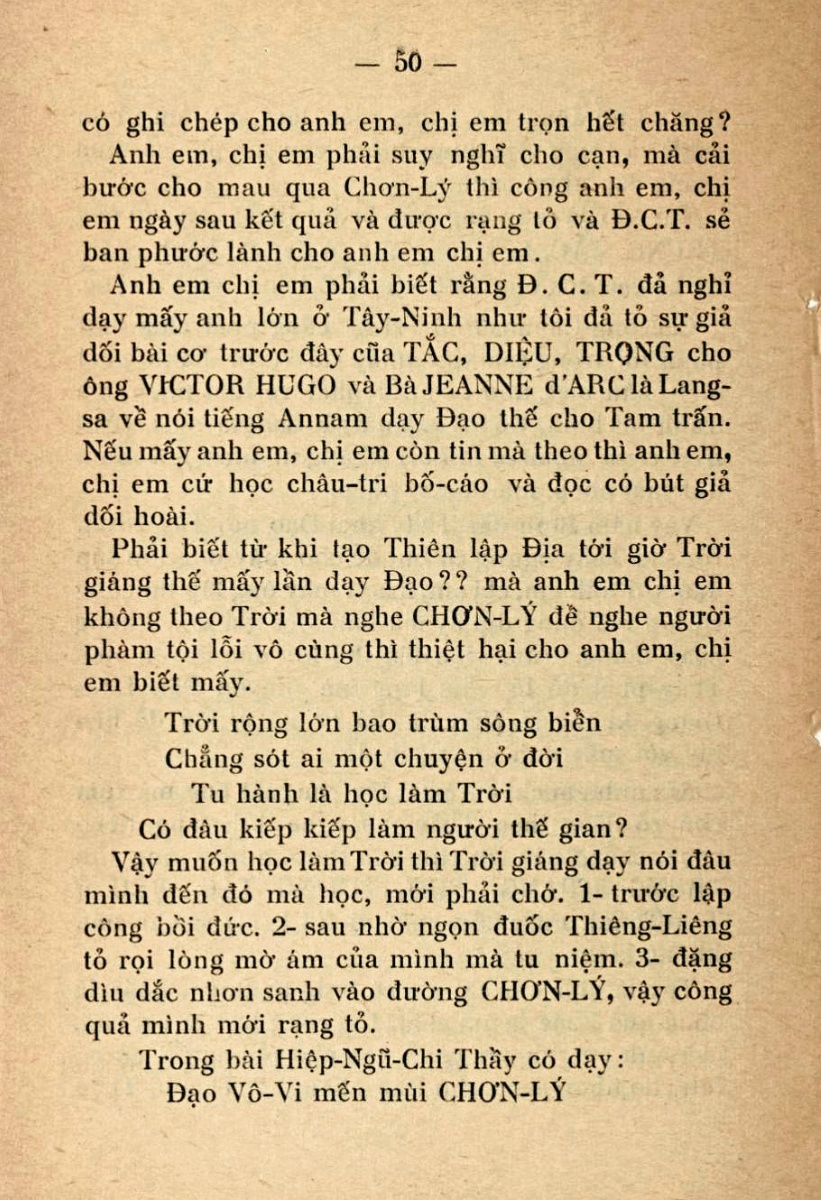 — 50 —
có ghi chép cho anh em, chị em trọn hết chăng?
Anh em, chị em phải suy nghĩ cho cạn, mà cải
bước cho mau qua Chơn-Lý thì công anh em, chị
em ngày sau kết quả và được rạng tỏ và Đ.C.T. sẻ
ban phước lành cho anh em chị em.
Anh em chị em phải biết rằng Đ. C. T. đả nghỉ
dạy mấy anh lớn ở Tây-Ninh như tôi đả tỏ sự giả
dối bài cơ trước đây cũa TẮC, DIỆU, TRỌNG cho
ông VICTOR HUGO và Bà JEANNE d'ARC là Lang-
sa về nói tiếng Annam dạy Đạo thế cho Tam trấn.
Nếu mấy anh em, chị em còn tin mà theo thì anh em,
chị em cứ học châu-tri bố-cáo và đọc có bút giả
dối hoài.
Phải biết từ khi tạo Thiên lập Địa tới giờ Trời
giáng thế mấy lần dạy Đạo?? mà anh em chị em
không theo Trời mà nghe CHƠN-LÝ để nghe người
phàm tội lỗi vô cùng thì thiệt hại cho anh em, chị
em biết mấy.
Trời rộng lớn bao trùm sông biển
Chẳng sót ai một chuyện ở đời
Tu hành là học làm Trời
Có đâu kiếp kiếp làm người thế gian?
Vậy muốn học làm Trời thì Trời giáng dạy nói đâu
mình đến đó mà học, mới phải chớ. 1- trước lập
công bồi đức. 2- sau nhờ ngọn đuốc Thiêng-Liêng
tỏ rọi lòng mờ ám của mình mà tu niệm. 3- đặng
dìu dắc nhơn sanh vào đường CHƠN-LÝ, vậy công
quả mình mới rạng tỏ.
Trong bài Hiệp-Ngũ-Chi Thầy có dạy:
Đạo Vô-Vi mến mùi CHƠN-LÝ